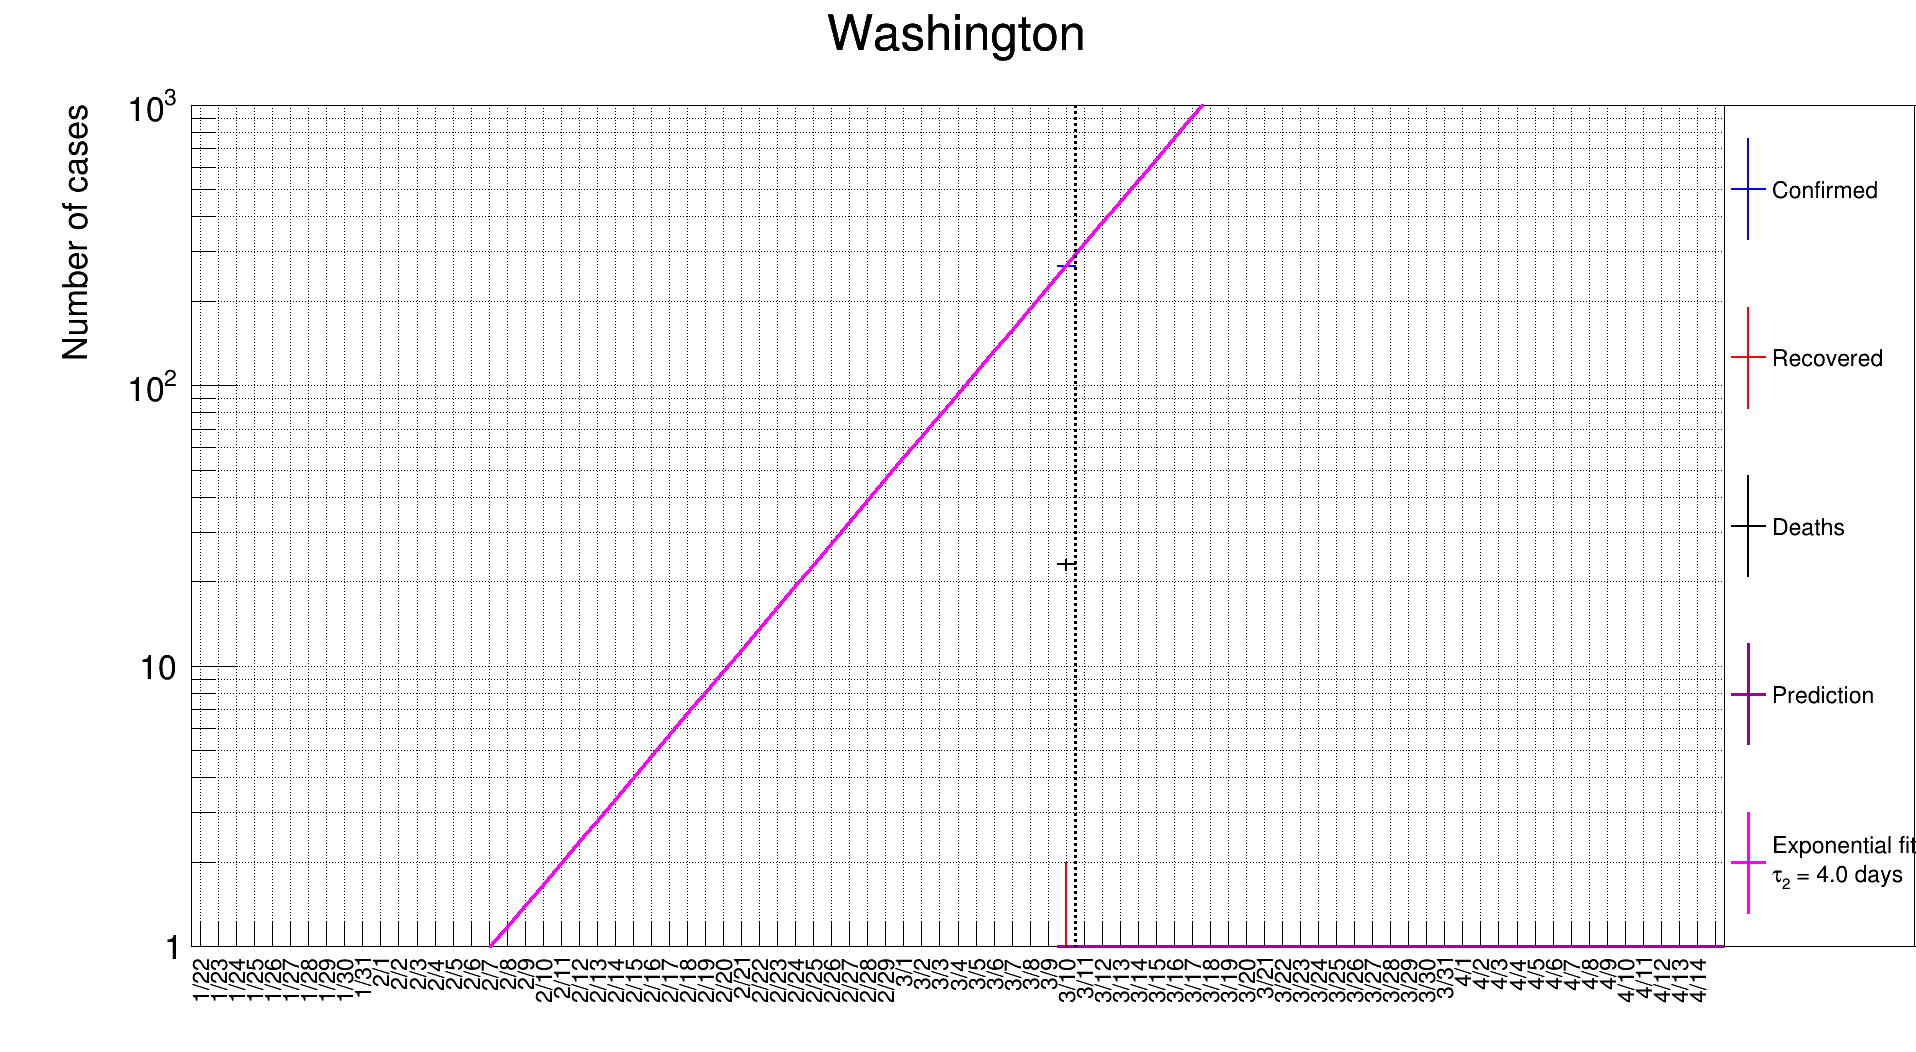 Washington
Number of cases
10³
10²
10
1
1/22 1/23 1/24 1/25 1/26 1/27 1/28 1/29 1/30 1/31 2/1 2/2 2/3 2/4 2/5 2/6 2/7 2/8 2/9 2/10 2/11 2/12 2/13 2/14 2/15 2/16 2/17 2/18 2/19 2/20 2/21 2/22 2/23 2/24 2/25 2/26 2/27 2/28 2/29 3/1 3/2 3/3 3/4 3/5 3/6 3/7 3/8 3/9 3/10 3/11 3/12 3/13 3/14 3/15 3/16 3/17 3/18 3/19 3/20 3/21 3/22 3/23 3/24 3/25 3/26 3/27 3/28 3/29 3/30 3/31 4/1 4/2 4/3 4/4 4/5 4/6 4/7 4/8 4/9 4/10 4/11 4/12 4/13 4/14
Confirmed
Recovered
Deaths
Prediction
Exponential fit
τ₂ = 4.0 days